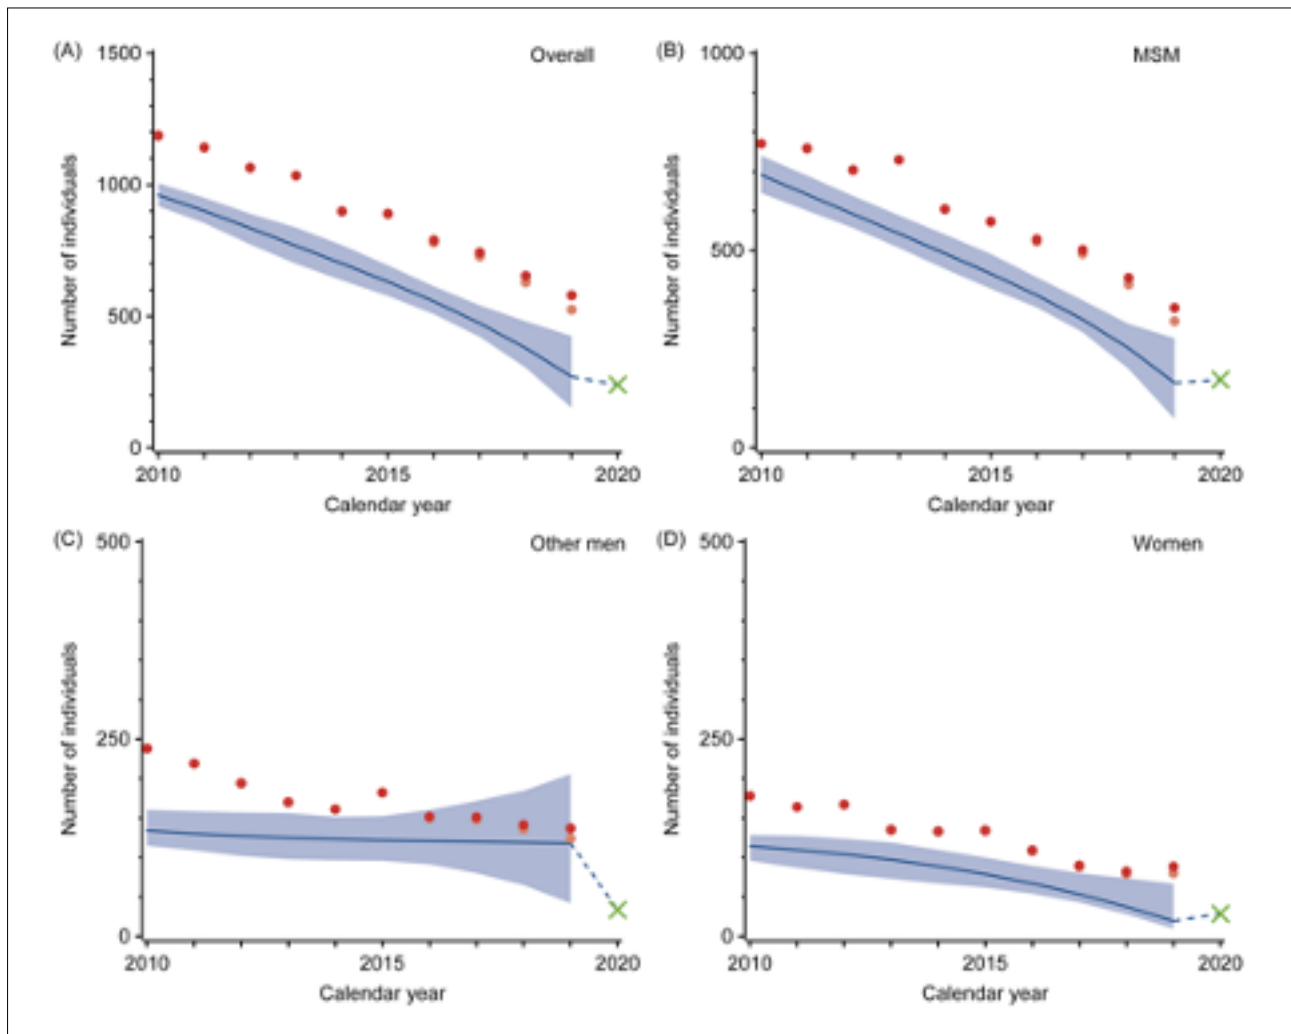 (A) Overall
1500
1000
500
0
Number of individuals
2010 2015 2020
Calendar year
(B) MSM
1000
500
0
Number of individuals
2010 2015 2020
Calendar year
(C) Other men
500
250
0
Number of individuals
2010 2015 2020
Calendar year
(D) Women
500
250
0
Number of individuals
2010 2015 2020
Calendar year